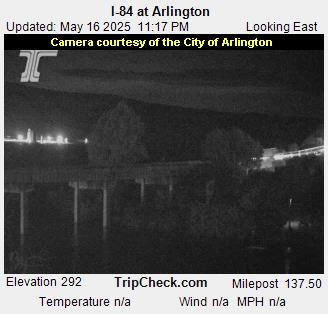 I-84 at Arlington
Updated: May 16 2025 11:17 PM Looking East
Camera courtesy of the City of Arlington
Elevation 292 TripCheck.com Milepost 137.50
Temperature n/a Wind n/a MPH n/a